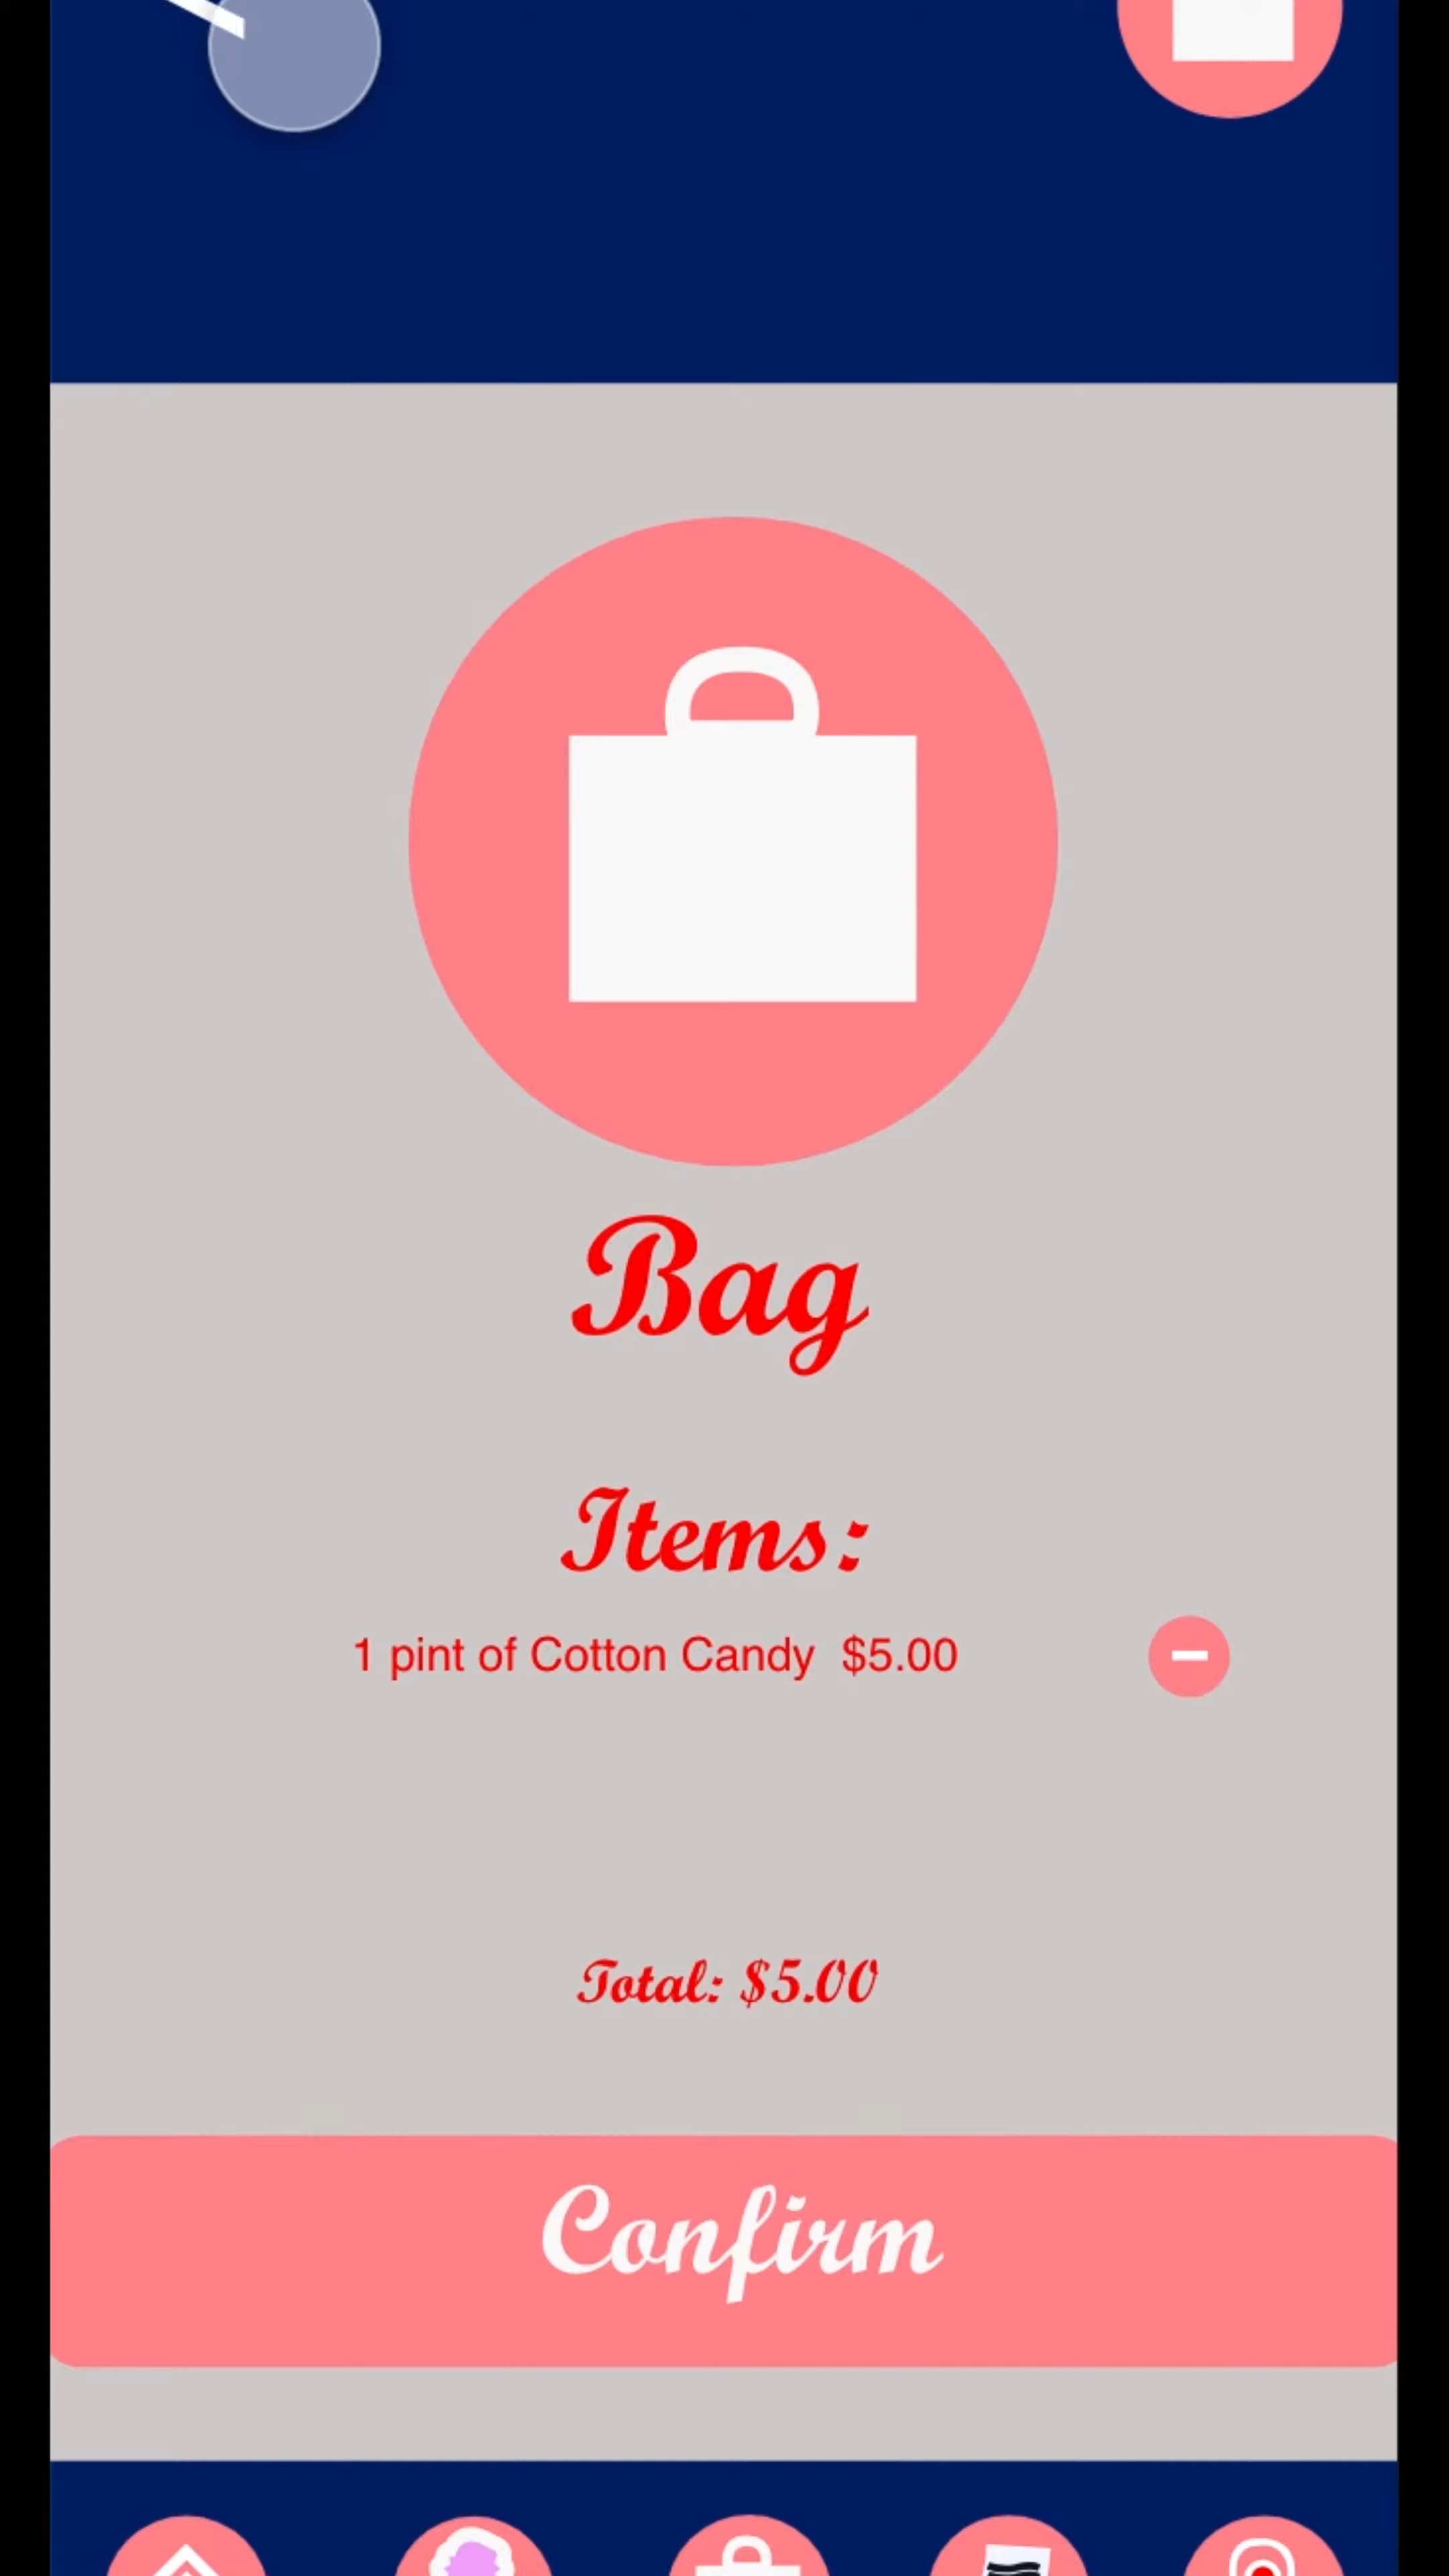 Bag
Items:
1 pint of Cotton Candy $5.00
Total: $5.00
Confirm